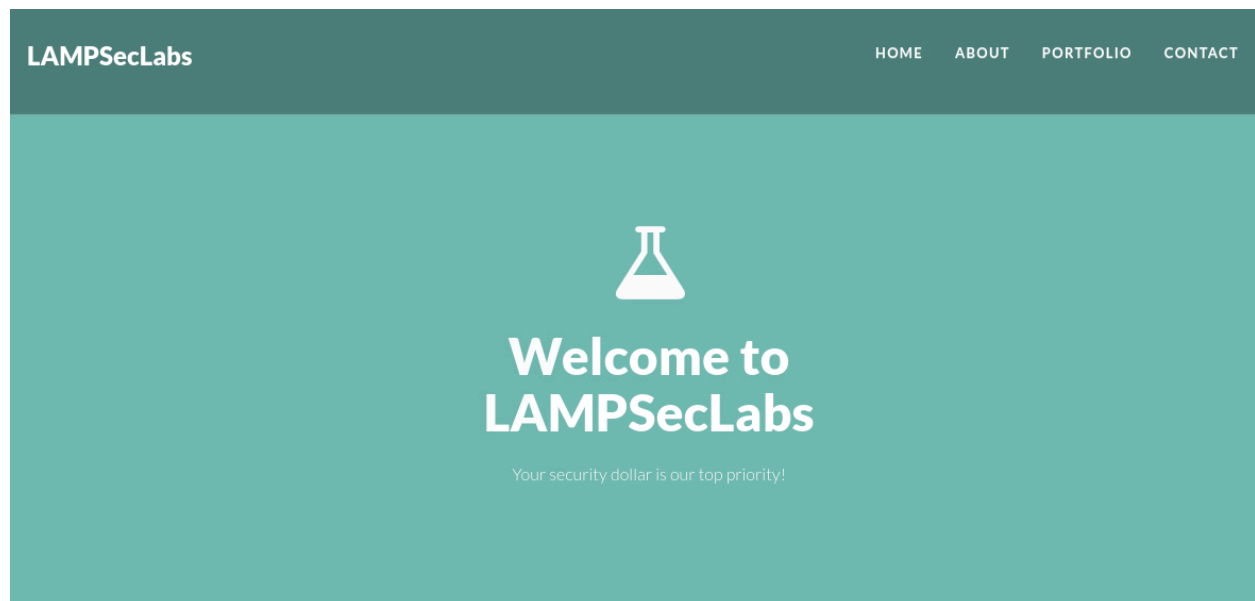 LAMPSecLabs
HOME ABOUT PORTFOLIO CONTACT
Welcome to
LAMPSecLabs
Your security dollar is our top priority!